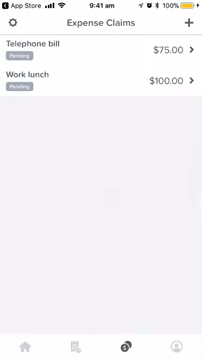 App Store 9:41 am 100%
Expense Claims
Telephone bill
Pending
$75.00
Work lunch
Pending
$100.00